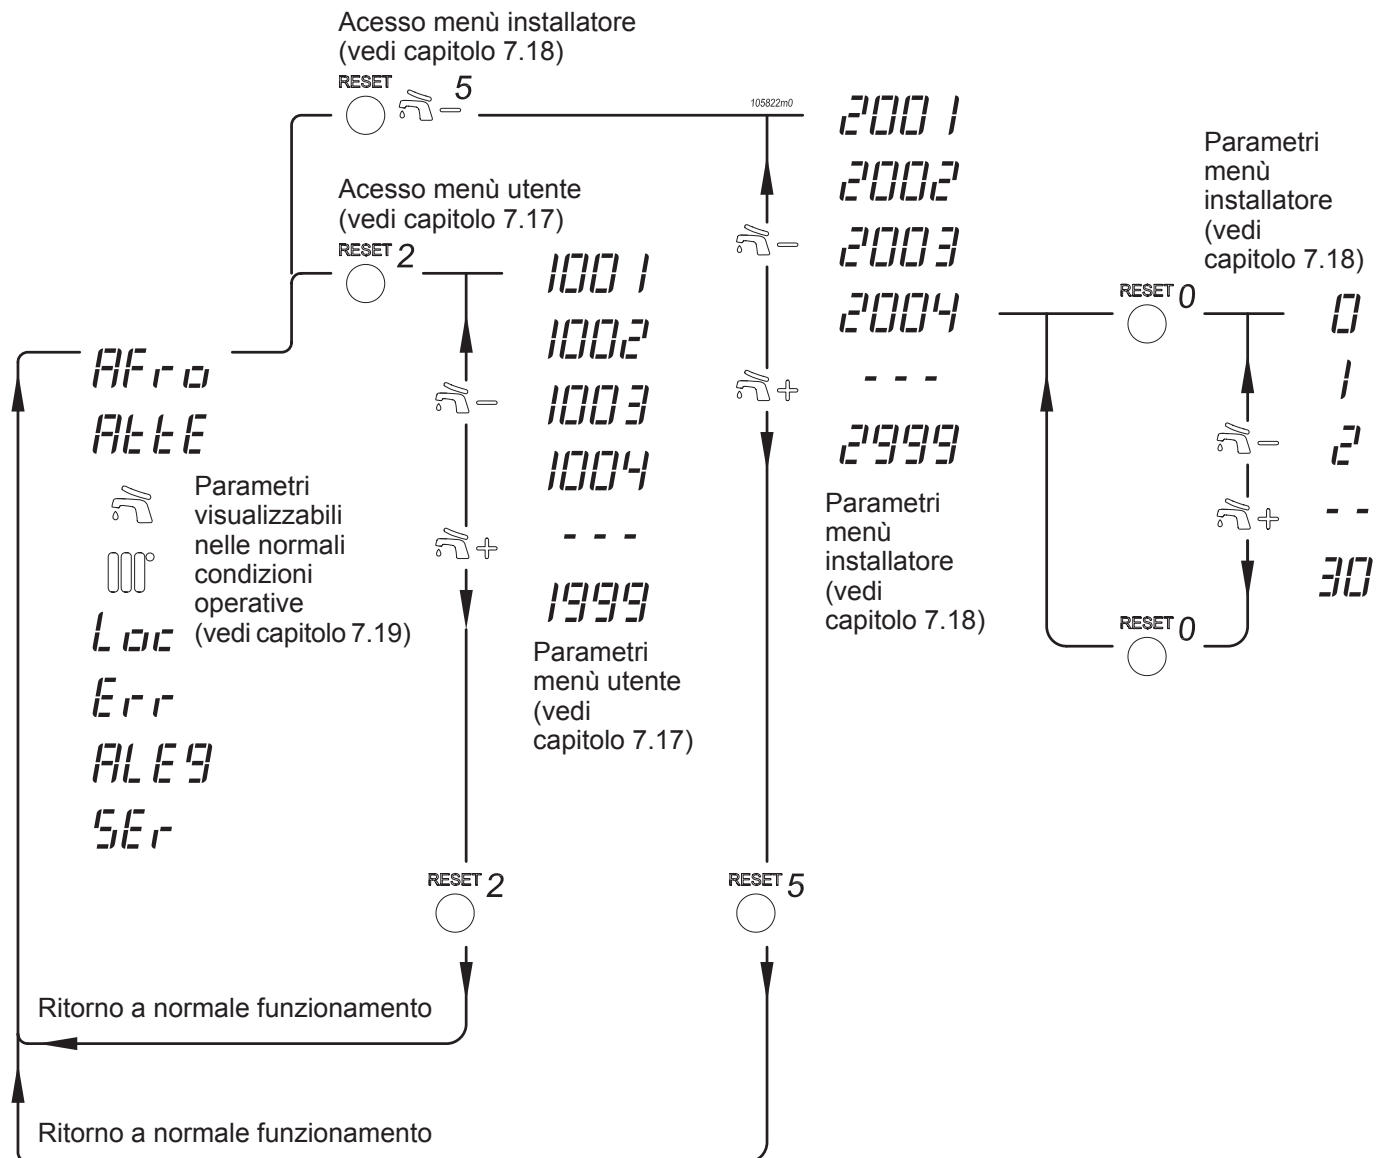 Acesso menù installatore
(vedi capitolo 7.18)
RESET
5
105822m0
2001
2002
2003
2004
- - -
2999
Parametri
menù
installatore
(vedi
capitolo 7.18)
Acesso menù utente
(vedi capitolo 7.17)
RESET 2
1001
1002
1003
1004
- - -
1999
Parametri
menù utente
(vedi
capitolo 7.17)
Parametri
menù
installatore
(vedi
capitolo 7.18)
RESET 0
0
1
2
- -
30
RESET 0
AFro
AttE
Parametri
visualizzabili
nelle normali
condizioni
operative
(vedi capitolo 7.19)
Loc
Err
ALE9
SEr
RESET 2
RESET 5
Ritorno a normale funzionamento
Ritorno a normale funzionamento